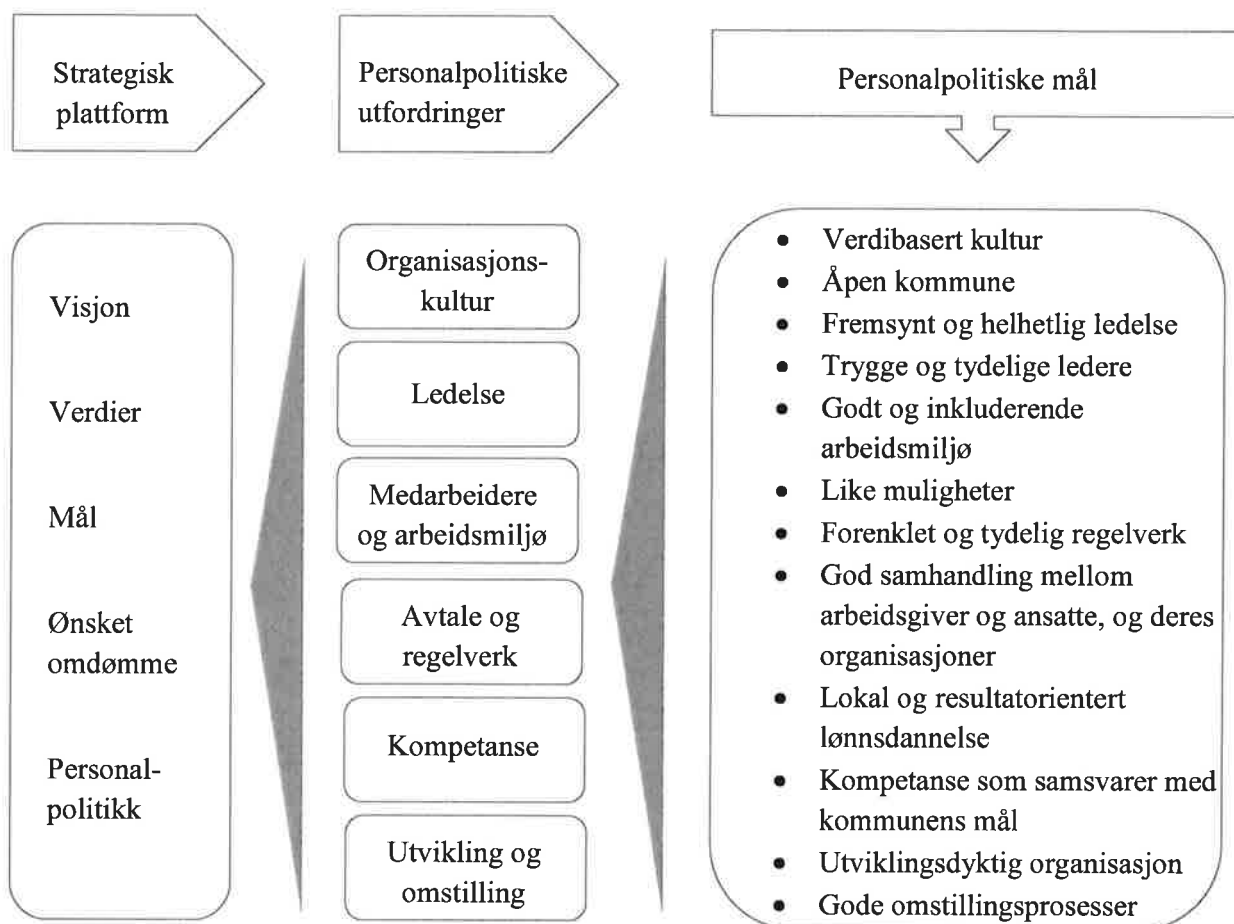 Strategisk
plattform
Personalpolitiske
utfordringer
Personalpolitiske mål
Visjon
Verdier
Mål
Ønsket
omdømme
Personal-
politikk
Organisasjons-
kultur
Ledelse
Medarbeidere
og arbeidsmiljø
Avtale og
regelverk
Kompetanse
Utvikling og
omstilling
• Verdibasert kultur
• Åpen kommune
• Fremsynt og helhetlig ledelse
• Trygge og tydelige ledere
• Godt og inkluderende
arbeidsmiljø
• Like muligheter
• Forenklet og tydelig regelverk
• God samhandling mellom
arbeidsgiver og ansatte, og deres
organisasjoner
• Lokal og resultatorientert
lønnsdannelse
• Kompetanse som samsvarer med
kommunens mål
• Utviklingsdyktig organisasjon
• Gode omstillingsprosesser